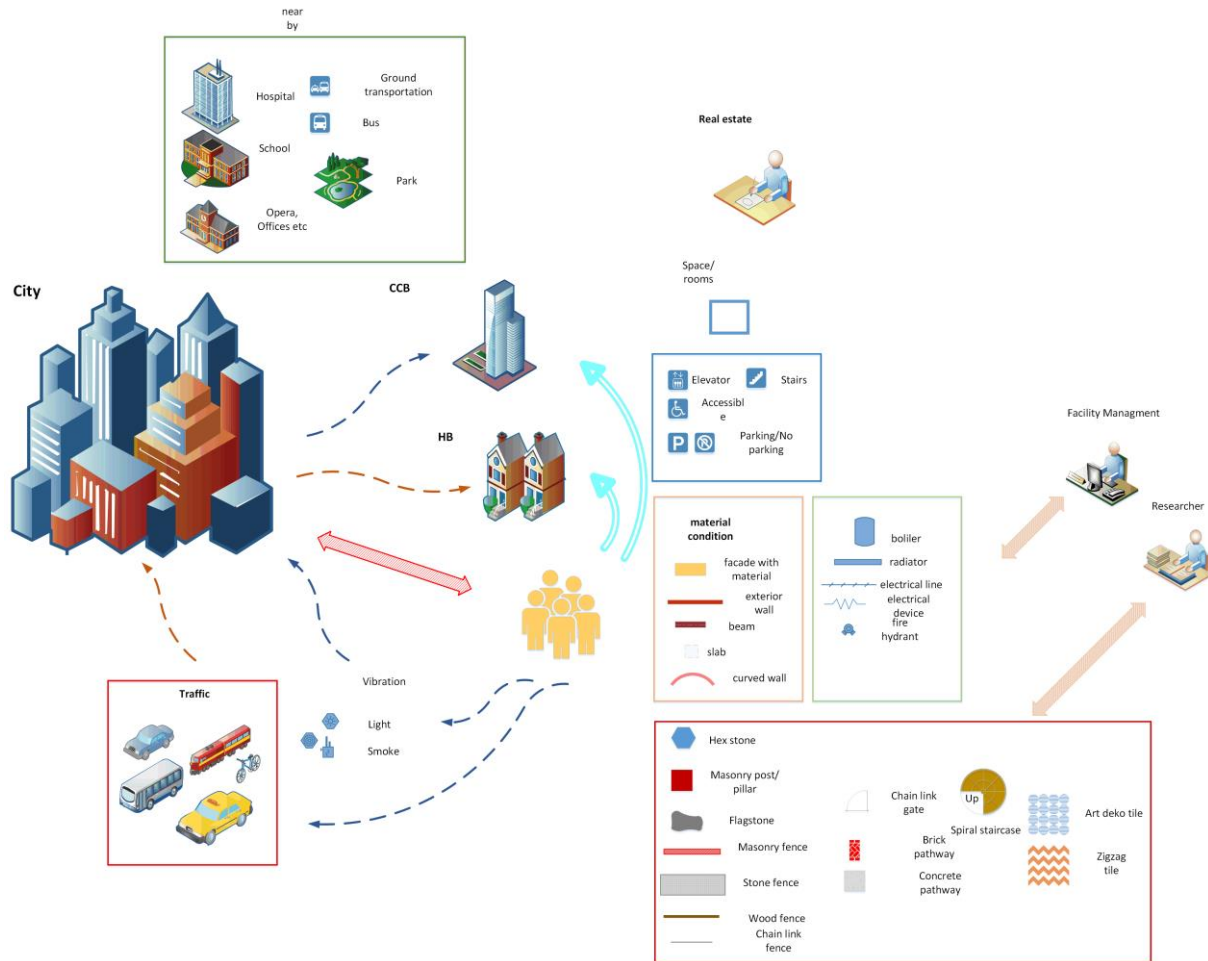 near
by
Hospital
Ground
transportation
Bus
School
Park
Opera,
Offices etc
Real estate
City
CCB
HB
Space/
rooms
Elevator
Stairs
Accessibl
e
Parking/No
parking
Facility Managment
Researcher
material
condition
facade with
material
exterior
wall
beam
slab
curved wall
boliler
radiator
electrical line
electrical
device
fire
hydrant
Traffic
Vibration
Light
Smoke
Hex stone
Masonry post/
pillar
Flagstone
Masonry fence
Stone fence
Wood fence
Chain link
fence
Chain link
gate
Brick
pathway
Concrete
pathway
Up
Spiral staircase
Art deko tile
Zigzag
tile